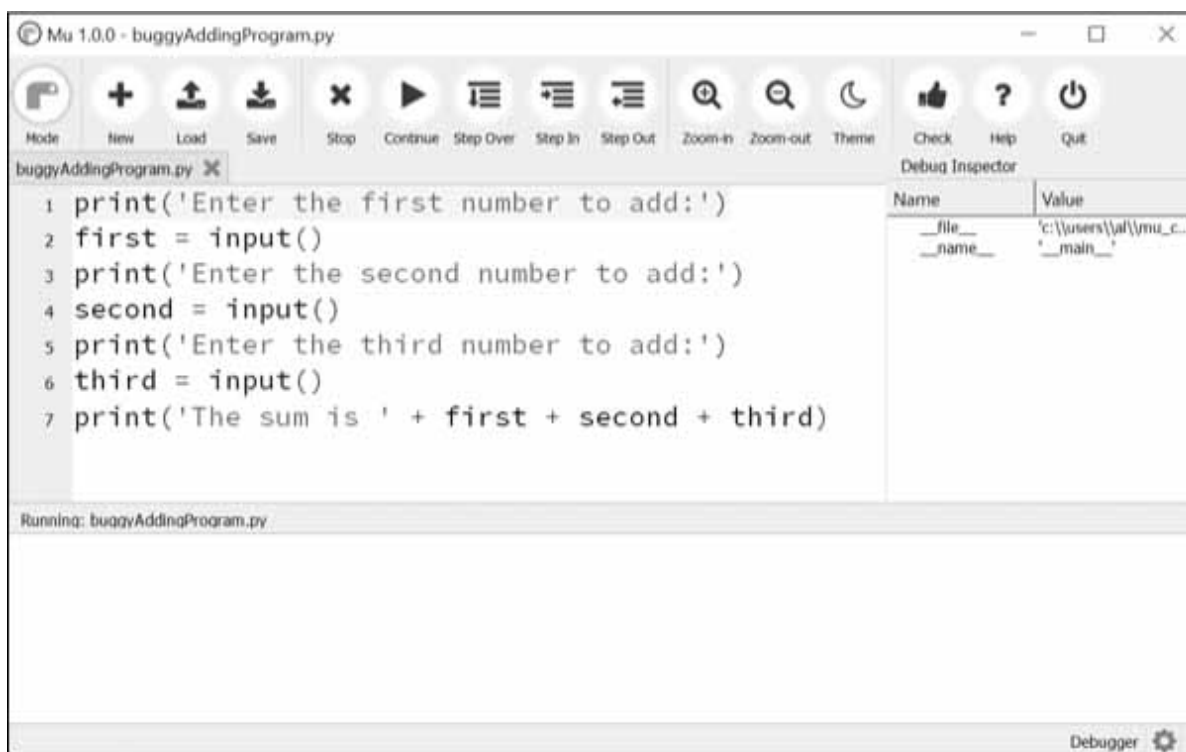 Mu 1.0.0 - buggyAddingProgram.py
Mode New Load Save Stop Continue Step Over Step In Step Out Zoom-in Zoom-out Theme Check Help Quit
buggyAddingProgram.py
Debug Inspector
1 print('Enter the first number to add:')
2 first = input()
3 print('Enter the second number to add:')
4 second = input()
5 print('Enter the third number to add:')
6 third = input()
7 print('The sum is ' + first + second + third)
Name Value
__file__ 'c:\\users\\al\\mu_c...
__name__ '__main__'
Running: buggyAddingProgram.py
Debugger